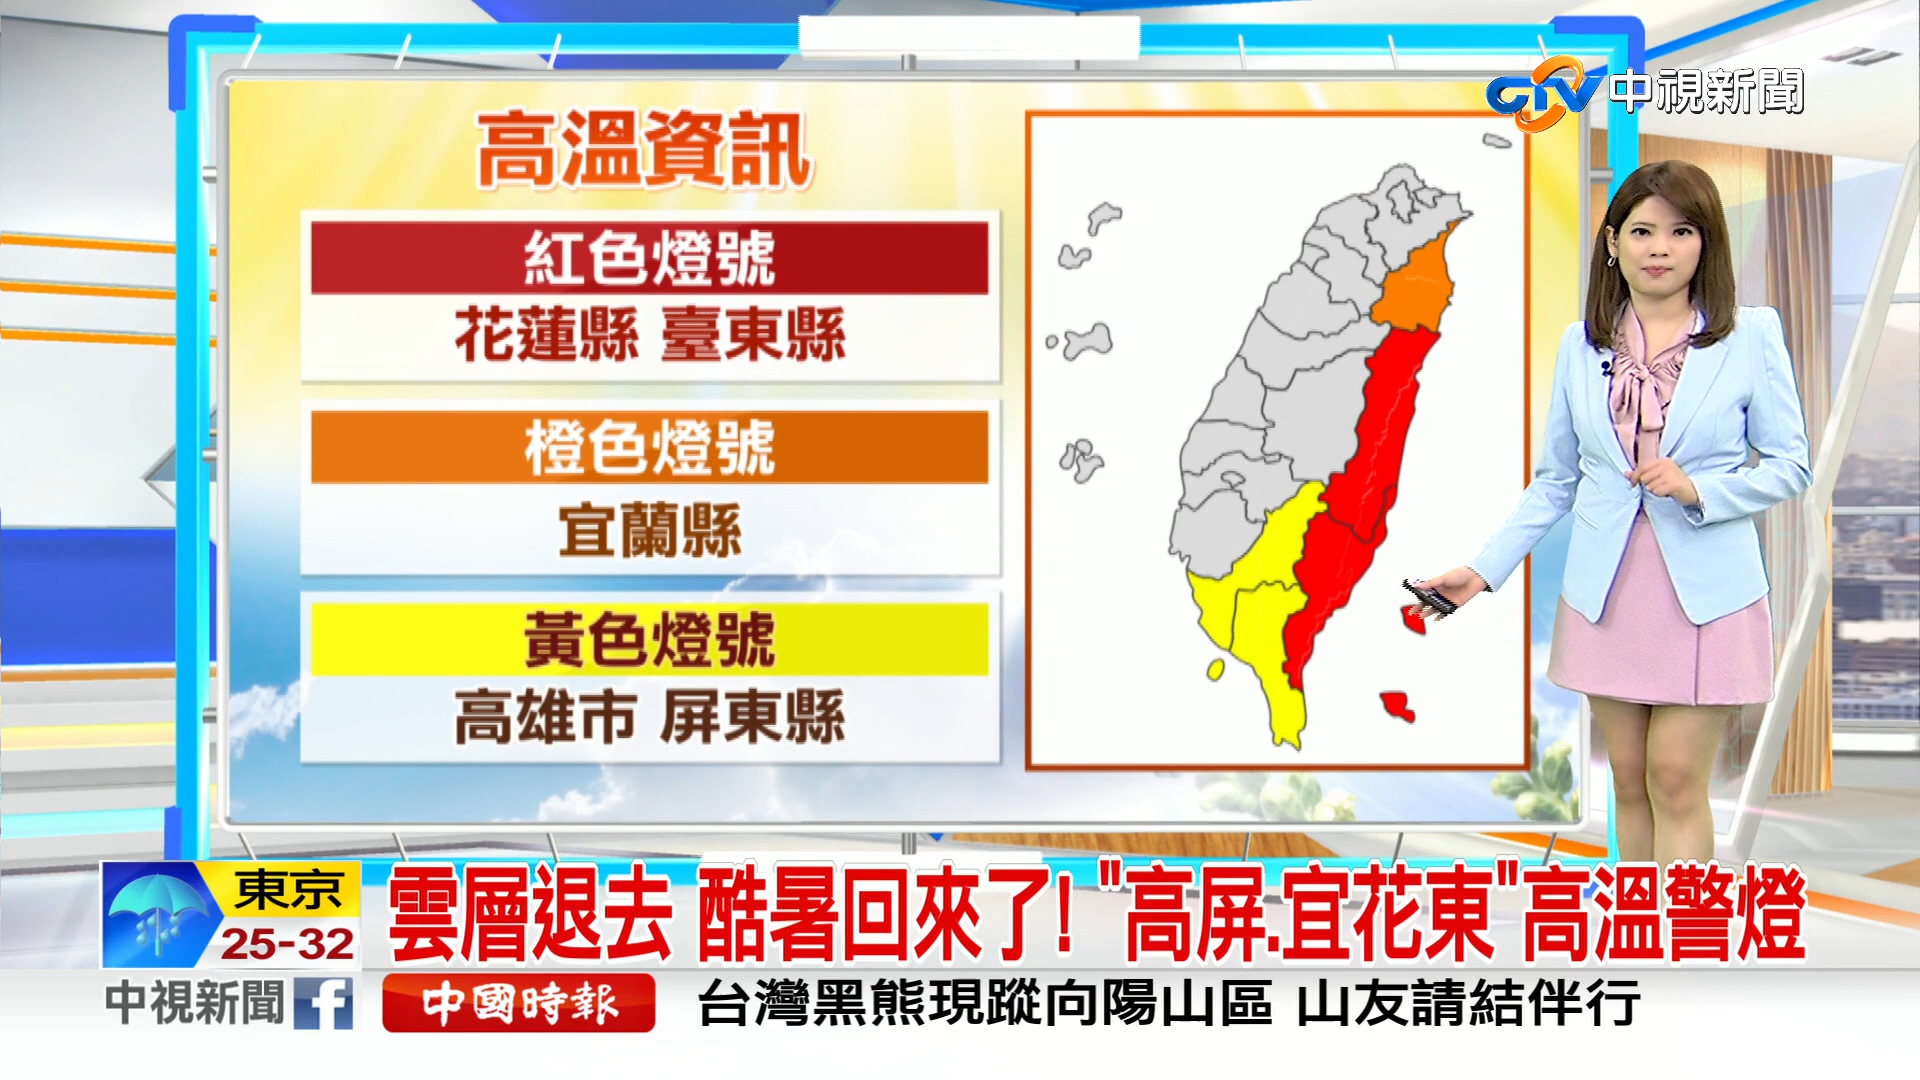 CTV 中視新聞
高溫資訊
紅色燈號
花蓮縣 臺東縣
橙色燈號
宜蘭縣
黃色燈號
高雄市 屏東縣
東京
25-32
雲層退去 酷暑回來了! "高屏.宜花東"高溫警燈
中視新聞 f
中國時報
台灣黑熊現蹤向陽山區 山友請結伴行